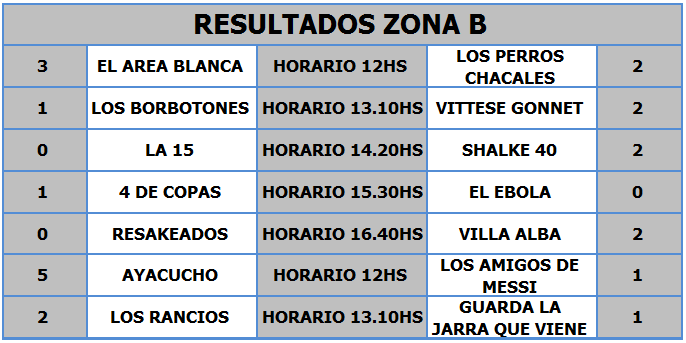 RESULTADOS ZONA B
3 EL AREA BLANCA HORARIO 12HS LOS PERROS CHACALES 2
1 LOS BORBOTONES HORARIO 13.10HS VITTESE GONNET 2
0 LA 15 HORARIO 14.20HS SHALKE 40 2
1 4 DE COPAS HORARIO 15.30HS EL EBOLA 0
0 RESAKEADOS HORARIO 16.40HS VILLA ALBA 2
5 AYACUCHO HORARIO 12HS LOS AMIGOS DE MESSI 1
2 LOS RANCIOS HORARIO 13.10HS GUARDA LA JARRA QUE VIENE 1